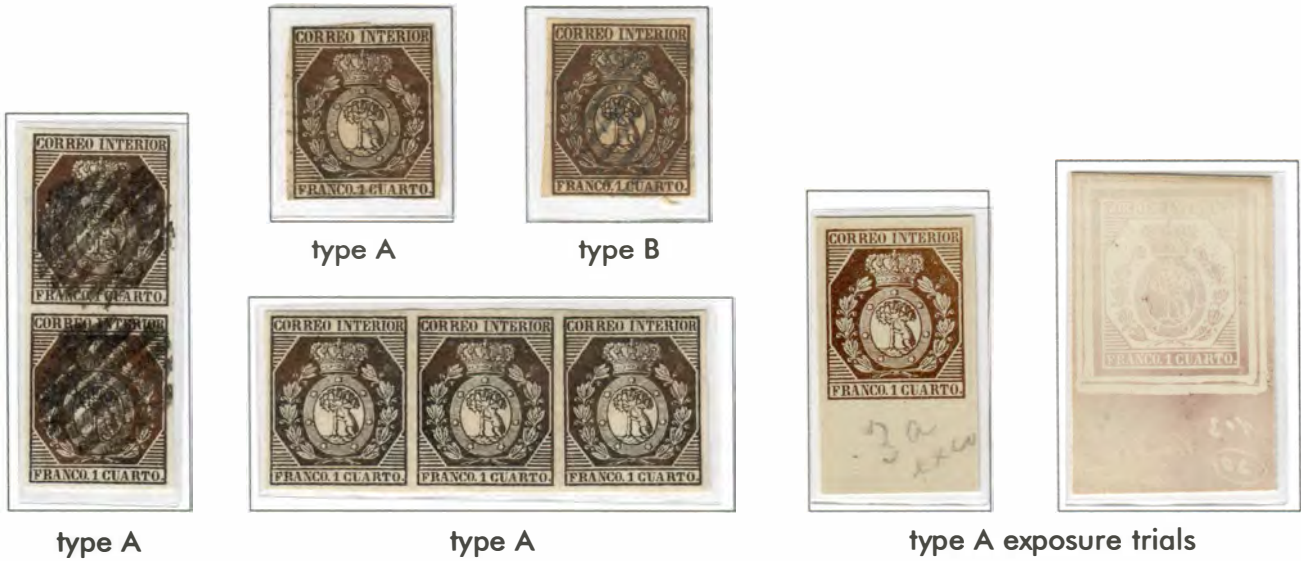 CORREO INTERIOR
FRANCO. 1 CUARTO.
type A
CORREO INTERIOR
FRANCO. 1 CUARTO.
type B
CORREO INTERIOR
FRANCO. 1 CUARTO.
CORREO INTERIOR
FRANCO. 1 CUARTO.
type A
CORREO INTERIOR CORREO INTERIOR CORREO INTERIOR
FRANCO. 1 CUARTO. FRANCO. 1 CUARTO. FRANCO. 1 CUARTO.
type A
CORREO INTERIOR
FRANCO. 1 CUARTO.
CORREO INTERIOR
FRANCO. 1 CUARTO.
type A exposure trials